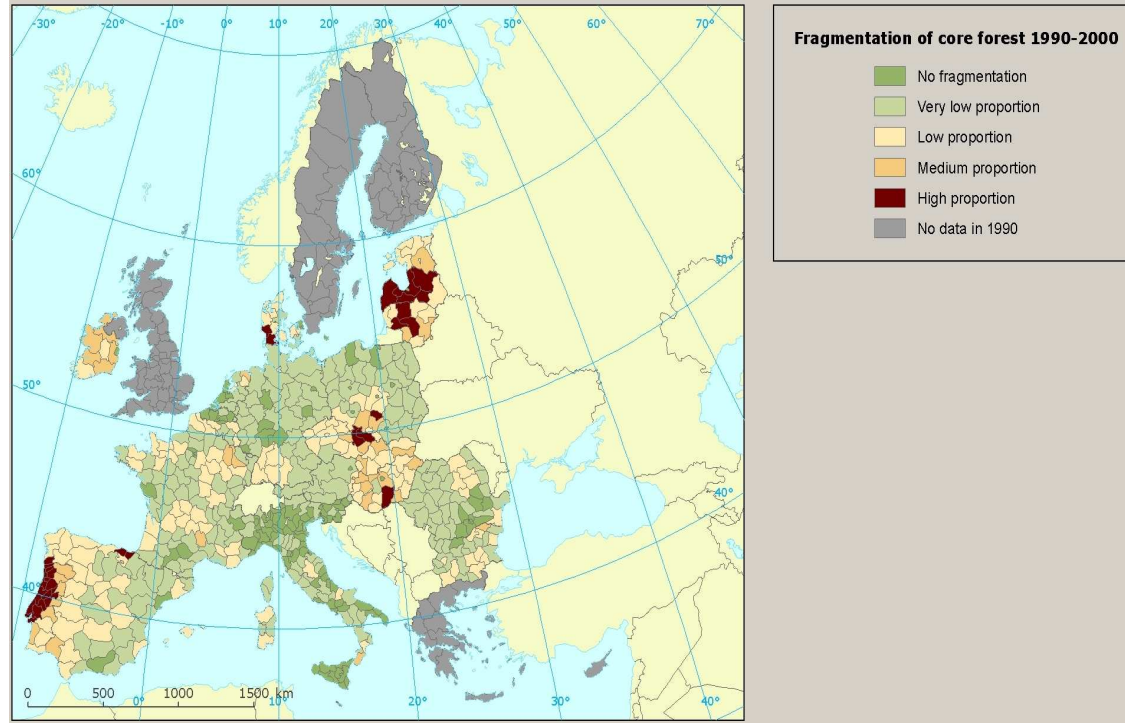 -30° -20° -10° 0° 10° 20° 30° 40° 50° 60° 70°
60°
50°
40°
50°
40°
0 500 1000 1500 km
0° 10° 20° 30° 40°
Fragmentation of core forest 1990-2000
No fragmentation
Very low proportion
Low proportion
Medium proportion
High proportion
No data in 1990